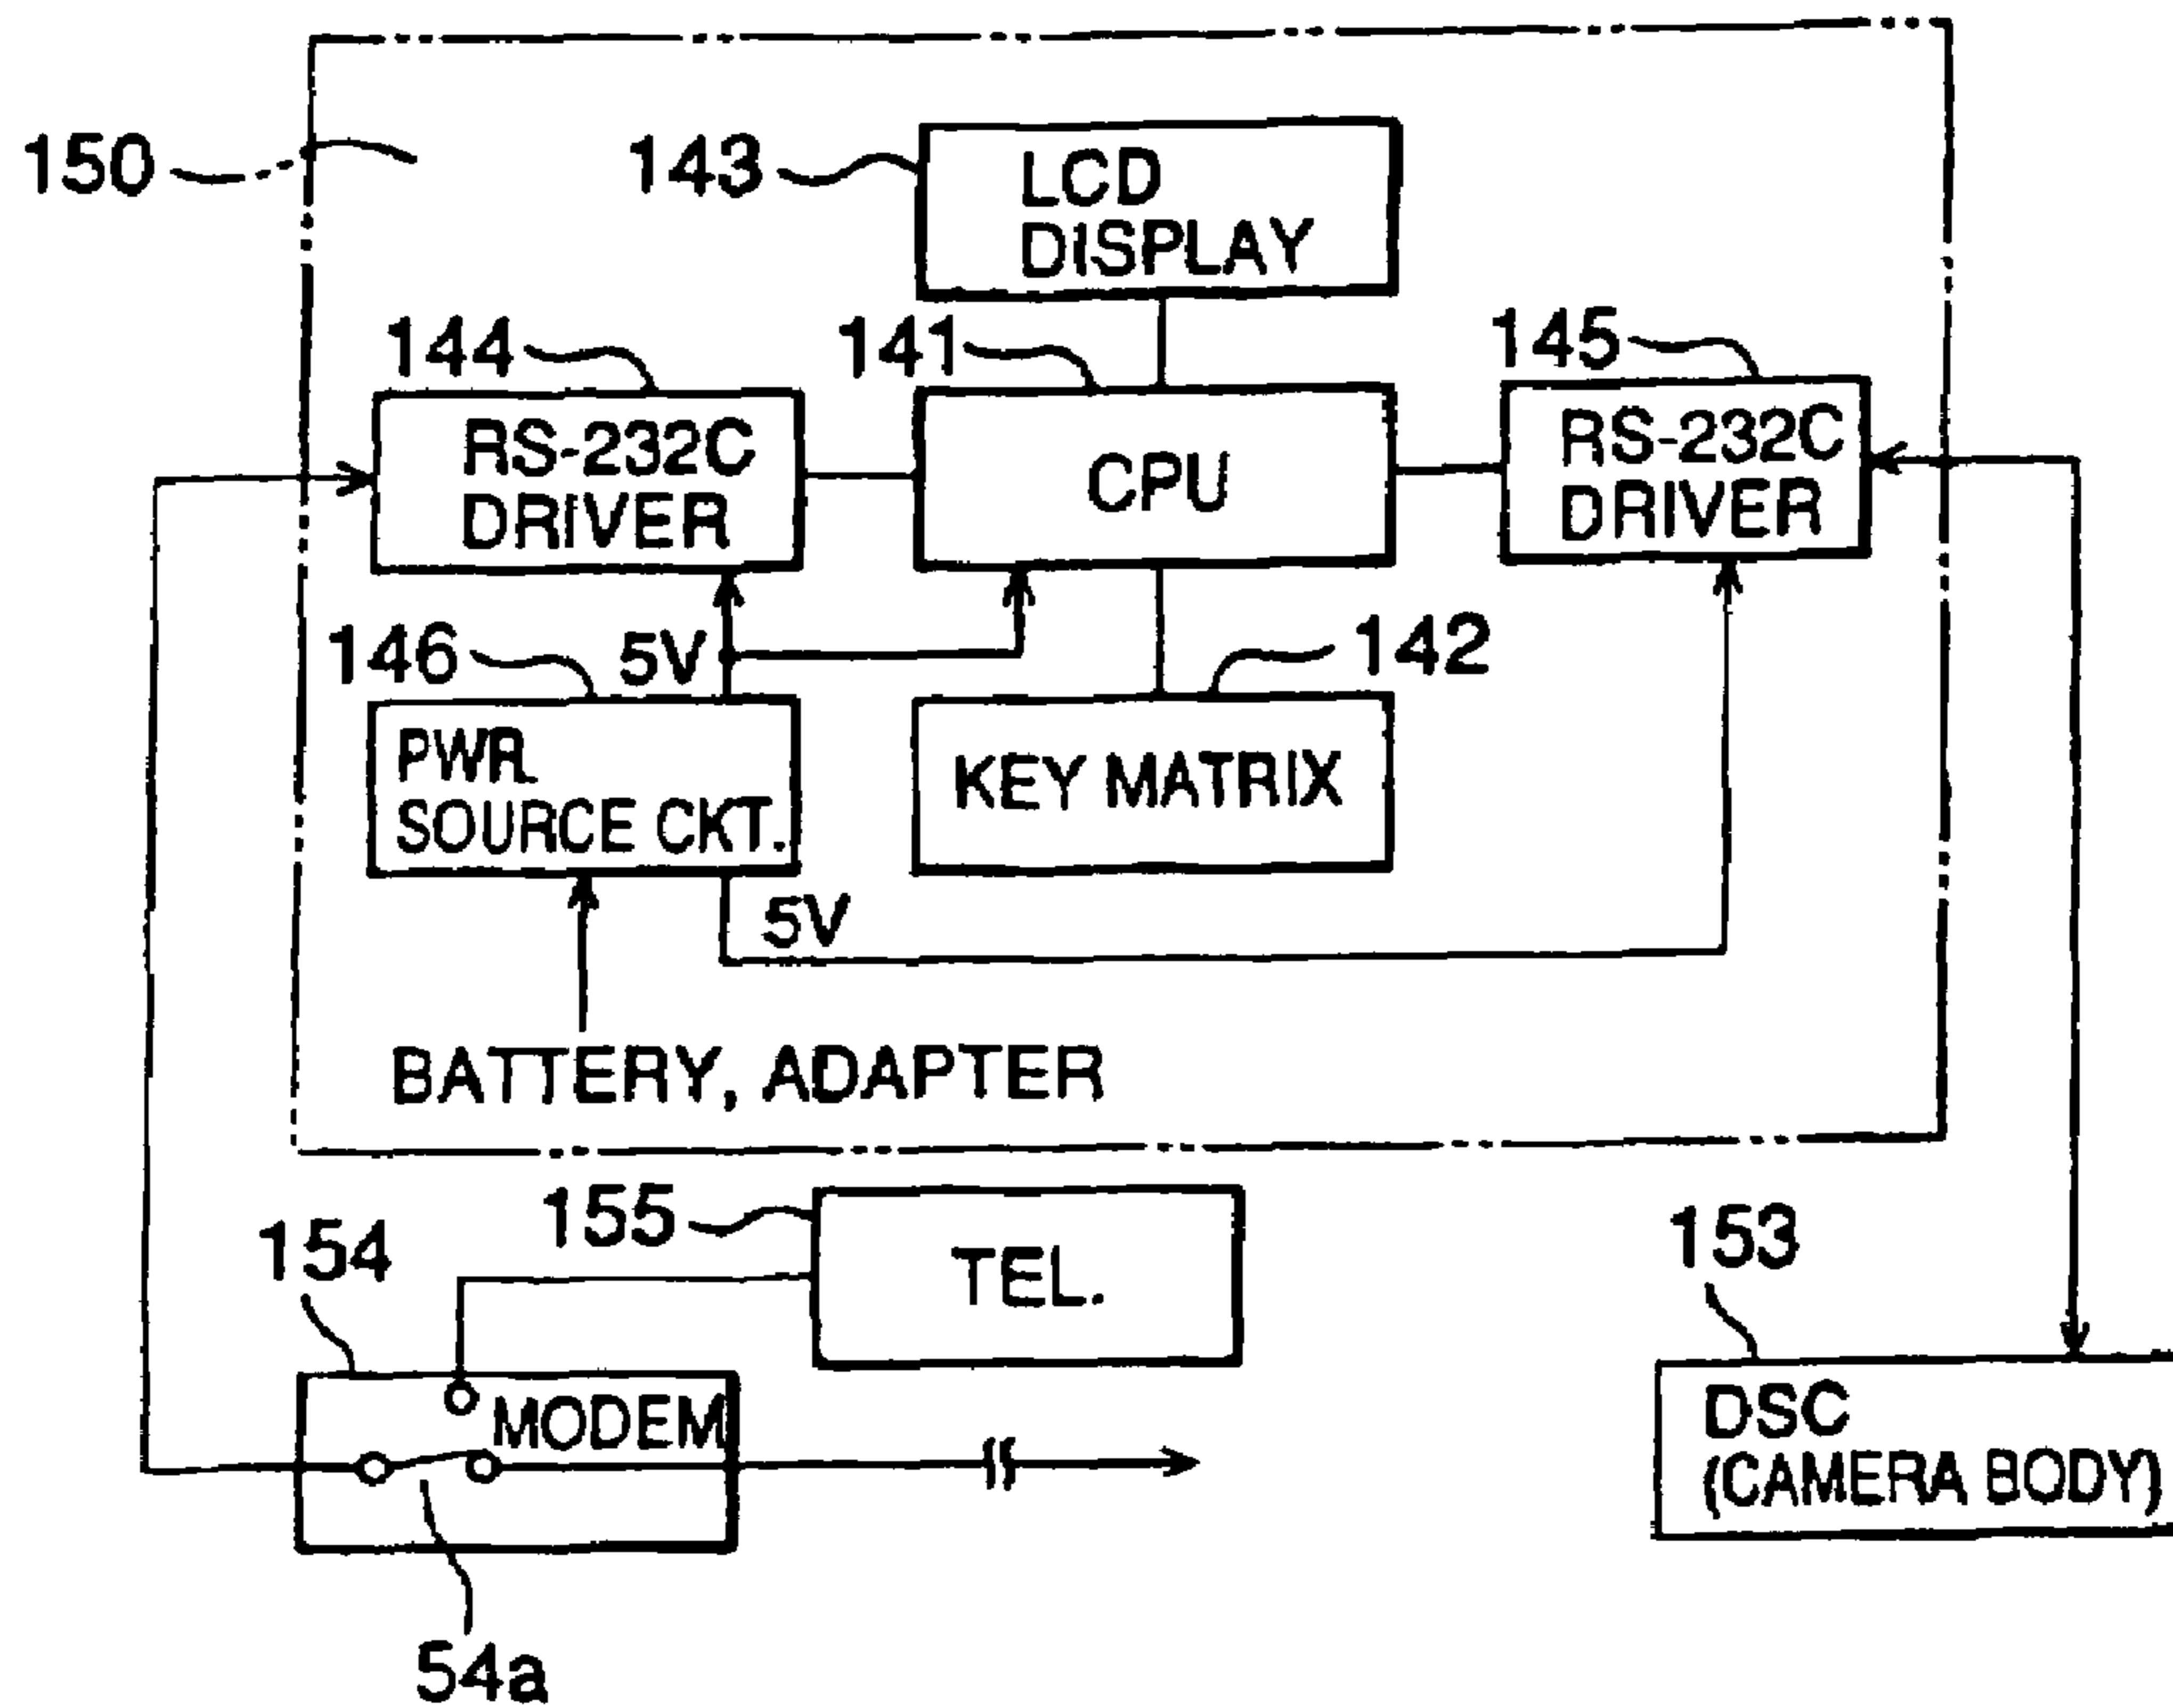 150
143
LCD
DISPLAY
144
141
145
RS-232C
DRIVER
CPU
RS-232C
DRIVER
146
5V
142
PWR
SOURCE CKT.
KEY MATRIX
5V
BATTERY, ADAPTER
155
TEL.
154
153
MODEM
DSC
(CAMERA BODY)
54a